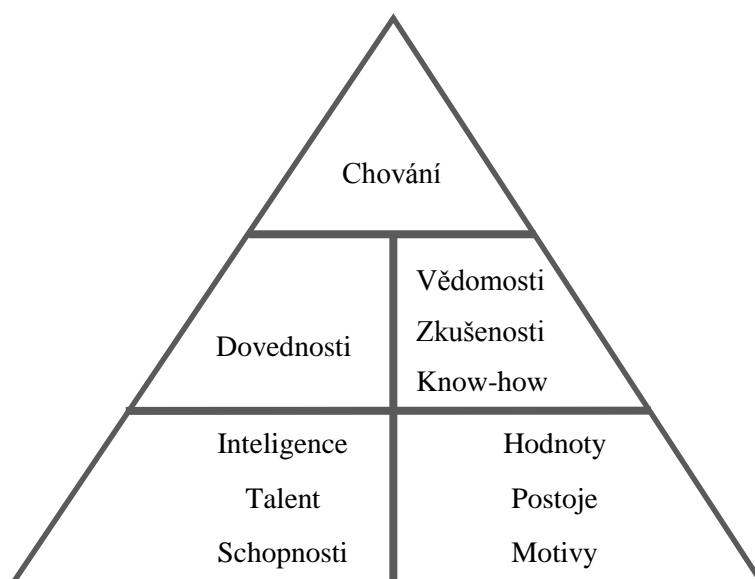 Chování
Dovednosti
Vědomosti
Zkušenosti
Know-how
Inteligence
Talent
Schopnosti
Hodnoty
Postoje
Motivy